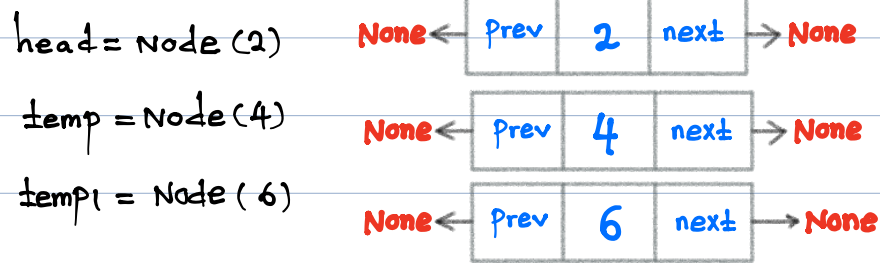 head = Node (2) None Prev 2 next None
temp = Node (4) None Prev 4 next None
temp1 = Node (6) None Prev 6 next None